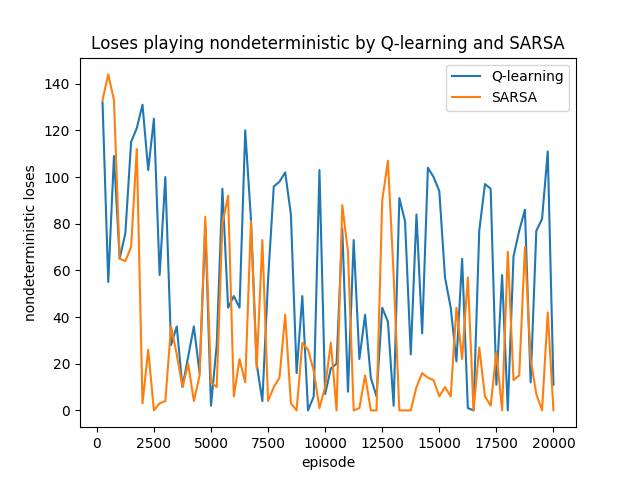 Loses playing nondeterministic by Q-learning and SARSA
Q-learning
SARSA
nondeterministic loses
140
120
100
80
60
40
20
0
0 2500 5000 7500 10000 12500 15000 17500 20000
episode